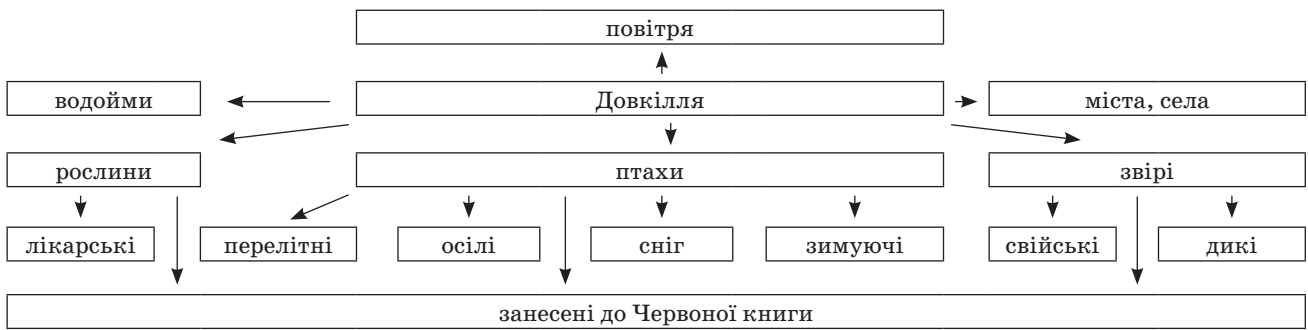 повітря
водойми
Довкілля
міста, села
рослини
птахи
звірі
лікарські
перелітні
осілі
сніг
зимуючі
свійські
дикі
занесені до Червоної книги